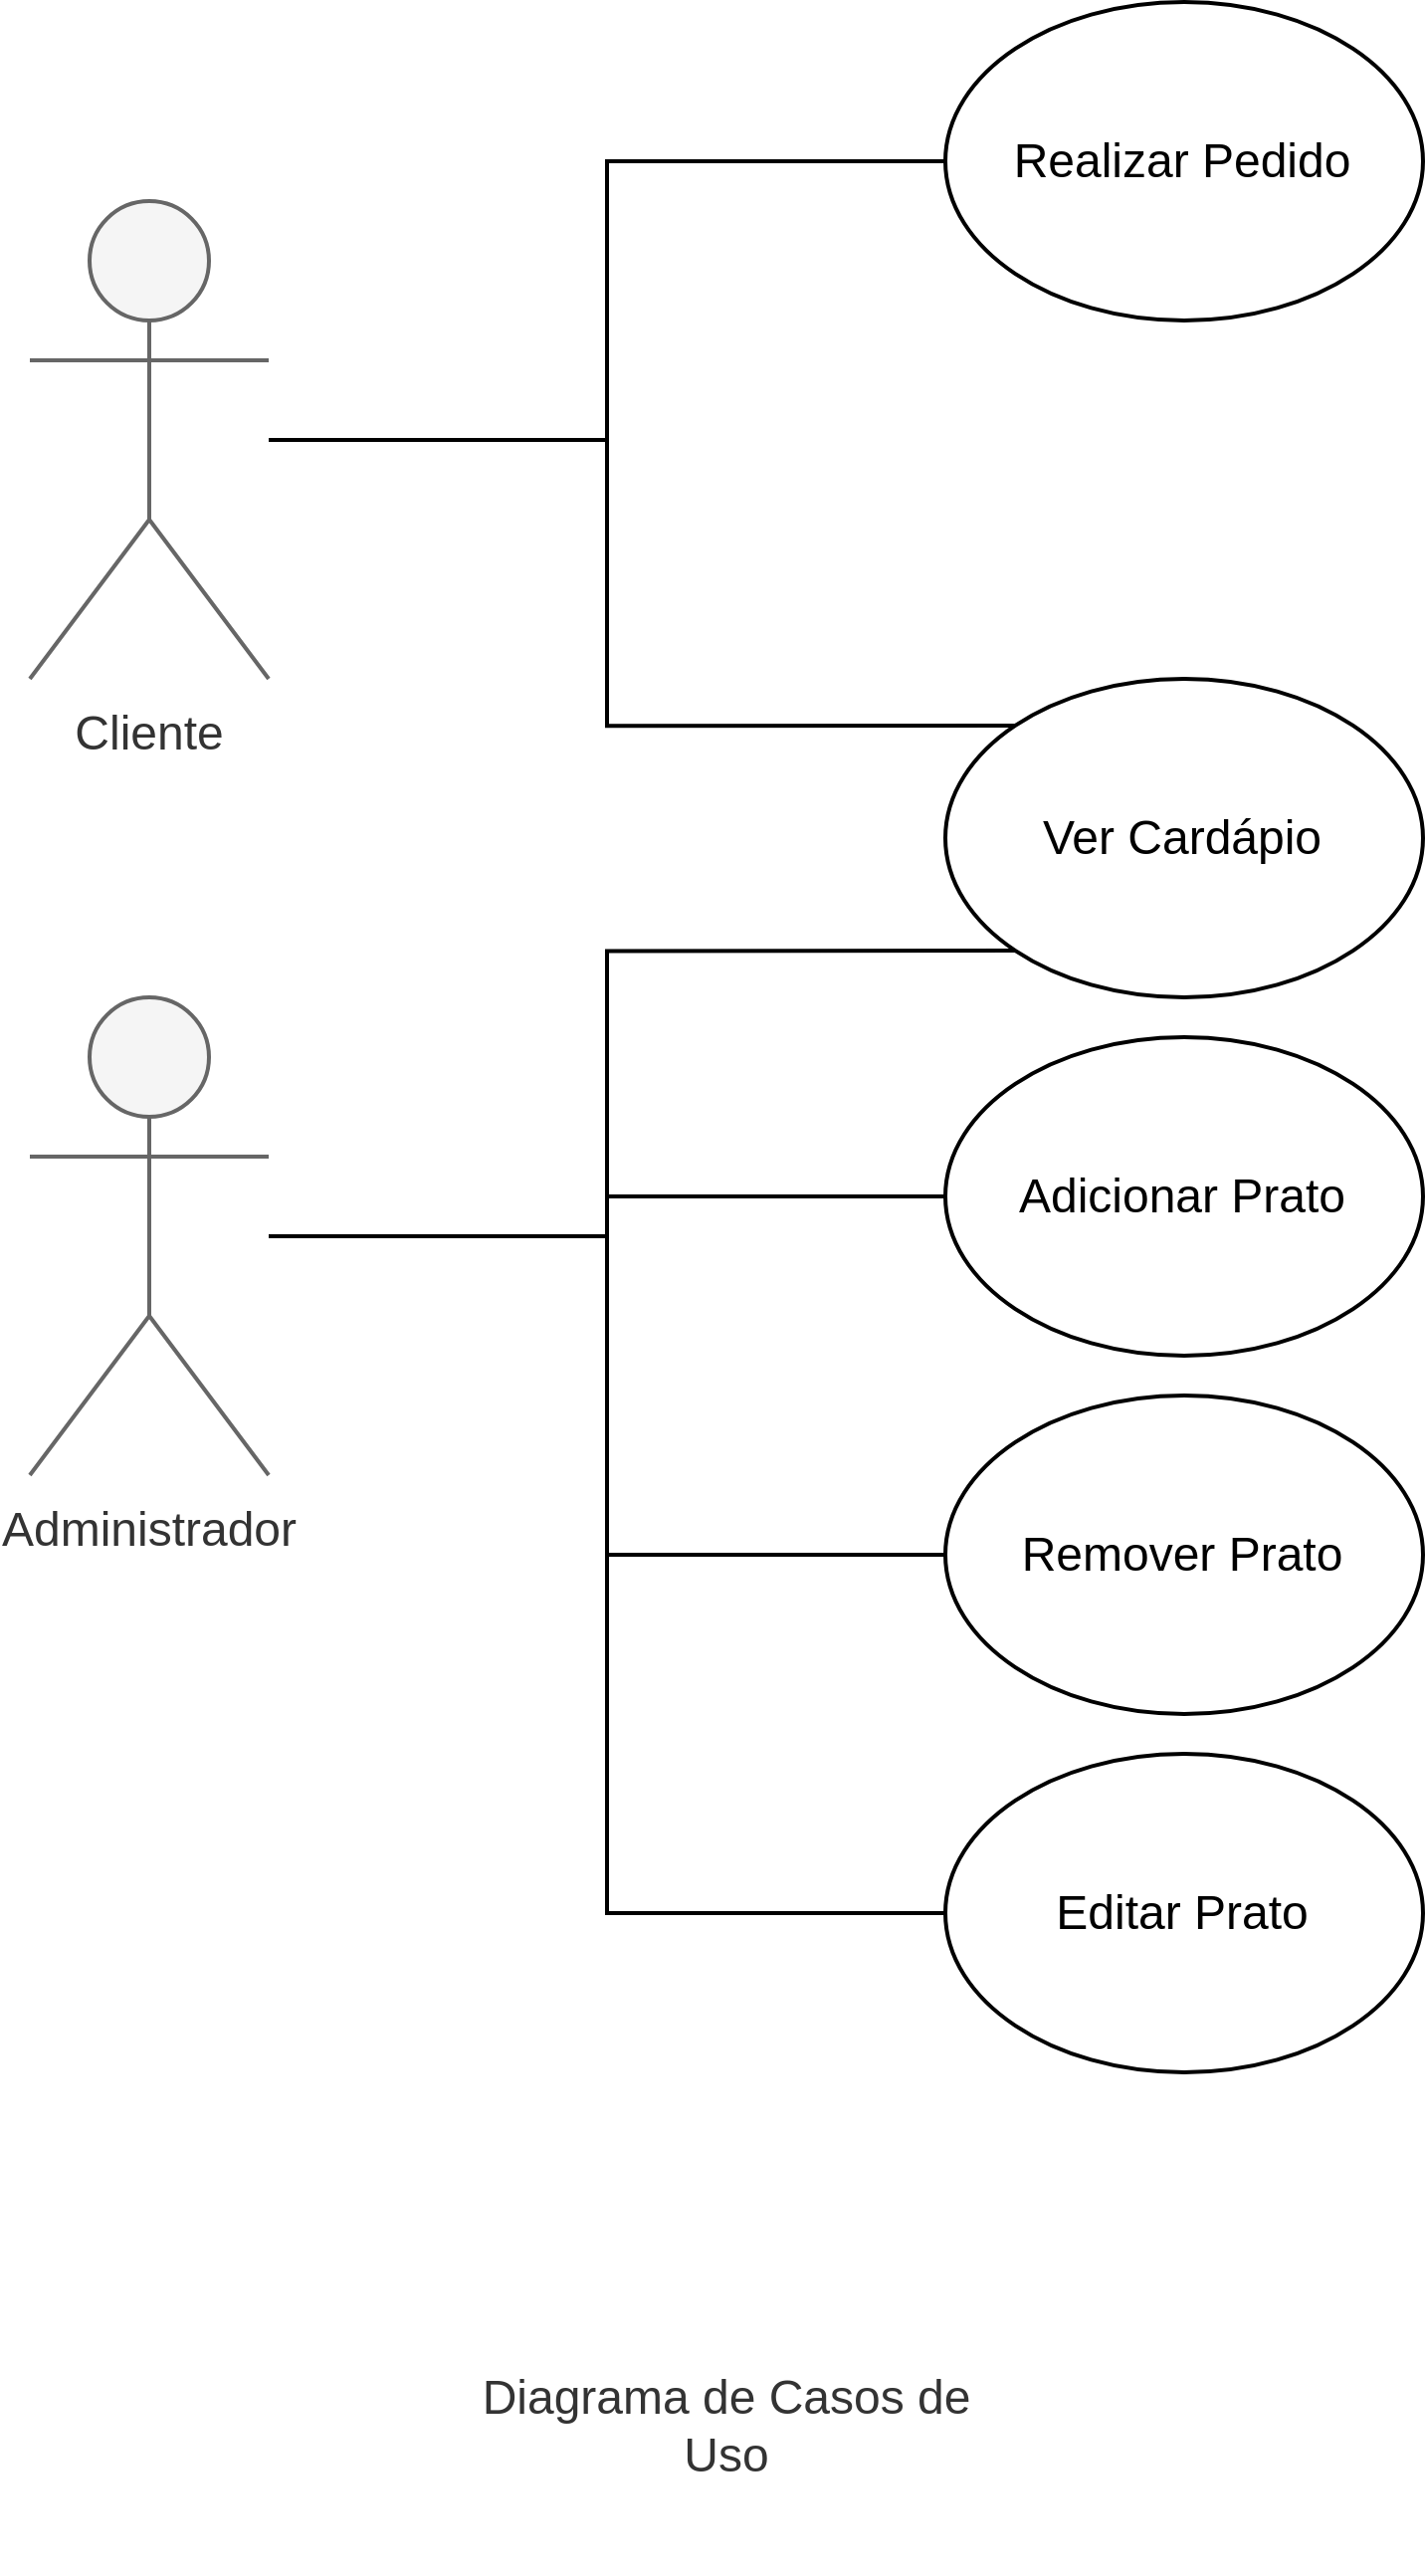 Realizar Pedido
Cliente
Ver Cardápio
Adicionar Prato
Administrador
Remover Prato
Editar Prato
Diagrama de Casos de
Uso